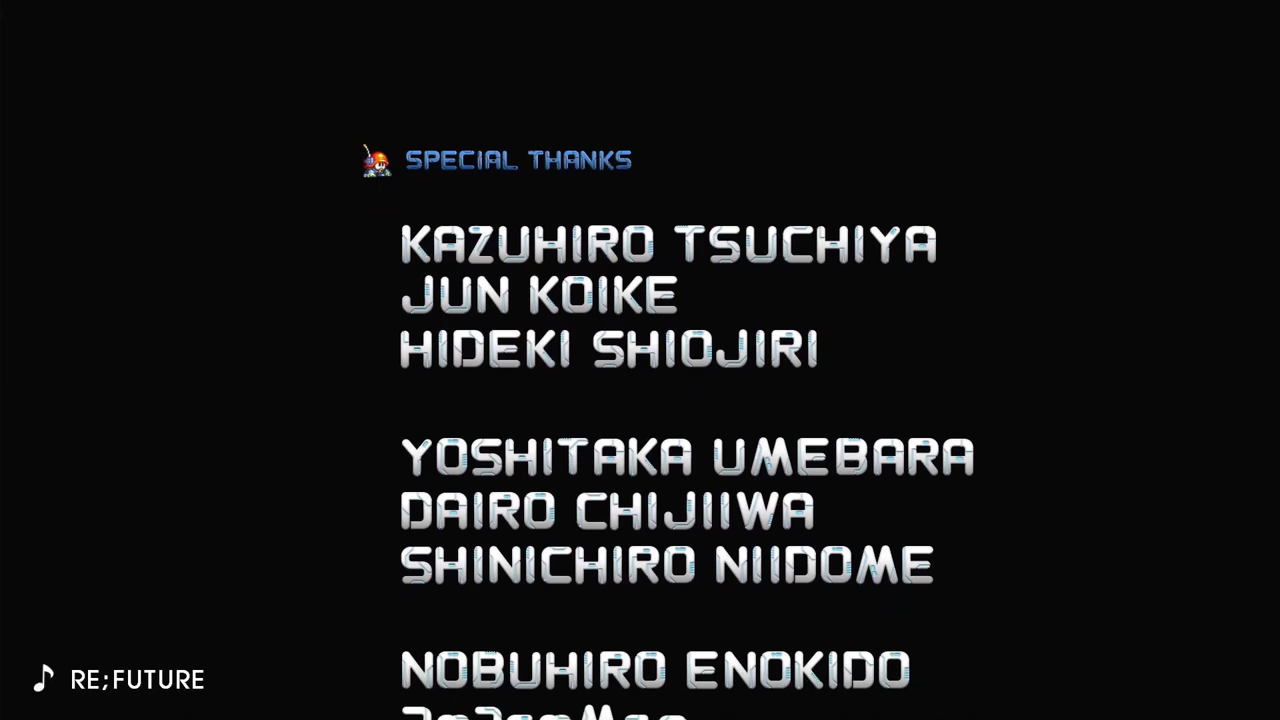 SPECIAL THANKS
KAZUHIRO TSUCHIYA
JUN KOIKE
HIDEKI SHIOJIRI
YOSHITAKA UMEBARA
DAIRO CHIJIIWA
SHINICHIRO NIIDOME
NOBUHIRO ENOKIDO
♪ RE;FUTURE